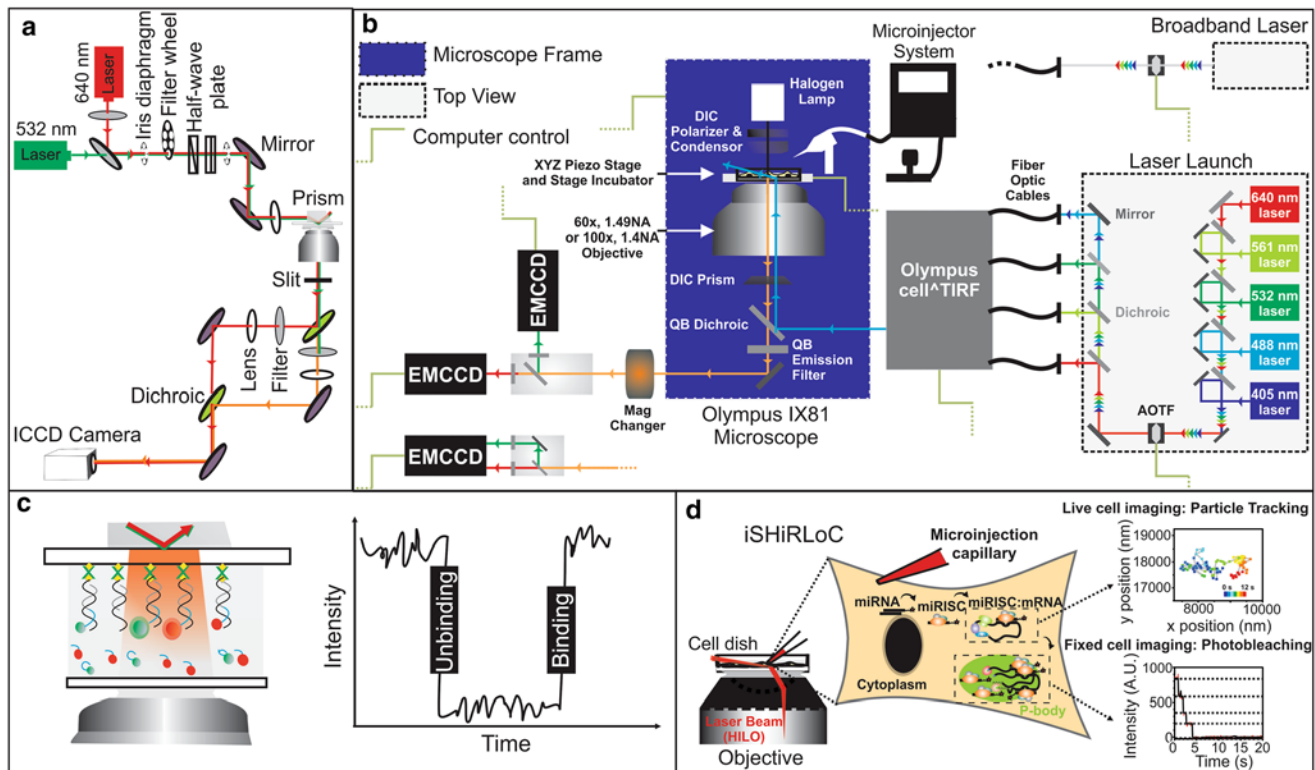 a
640 nm
Laser
532 nm
Laser
Iris diaphragm
Filter wheel
Half-wave
plate
Mirror
Prism
Slit
Lens
Filter
Dichroic
ICCD Camera
b
Microscope Frame
Top View
Computer control
XYZ Piezo Stage
and Stage Incubator
60x, 1.49NA
or 100x, 1.4NA
Objective
Halogen
Lamp
DIC
Polarizer &
Condensor
DIC Prism
QB Dichroic
QB
Emission
Filter
Olympus IX81
Microscope
EMCCD
EMCCD
EMCCD
Mag
Changer
Microinjector
System
Olympus
cell^TIRF
Fiber
Optic
Cables
Broadband Laser
Laser Launch
Mirror
Dichroic
AOTF
640 nm
laser
561 nm
laser
532 nm
laser
488 nm
laser
405 nm
laser
c
Intensity
Unbinding
Binding
Time
d
iSHiRLoC
Cell dish
Laser Beam
(HILO)
Objective
Microinjection
capillary
miRNA
miRISC
miRISC:mRNA
Cytoplasm
P-body
Live cell imaging: Particle Tracking
y position (nm)
19000
18000
17000
0 s
12 s
8000
10000
x position (nm)
Fixed cell imaging: Photobleaching
Intensity (A.U.)
1000
500
0
0
5
10
15
20
Time (s)